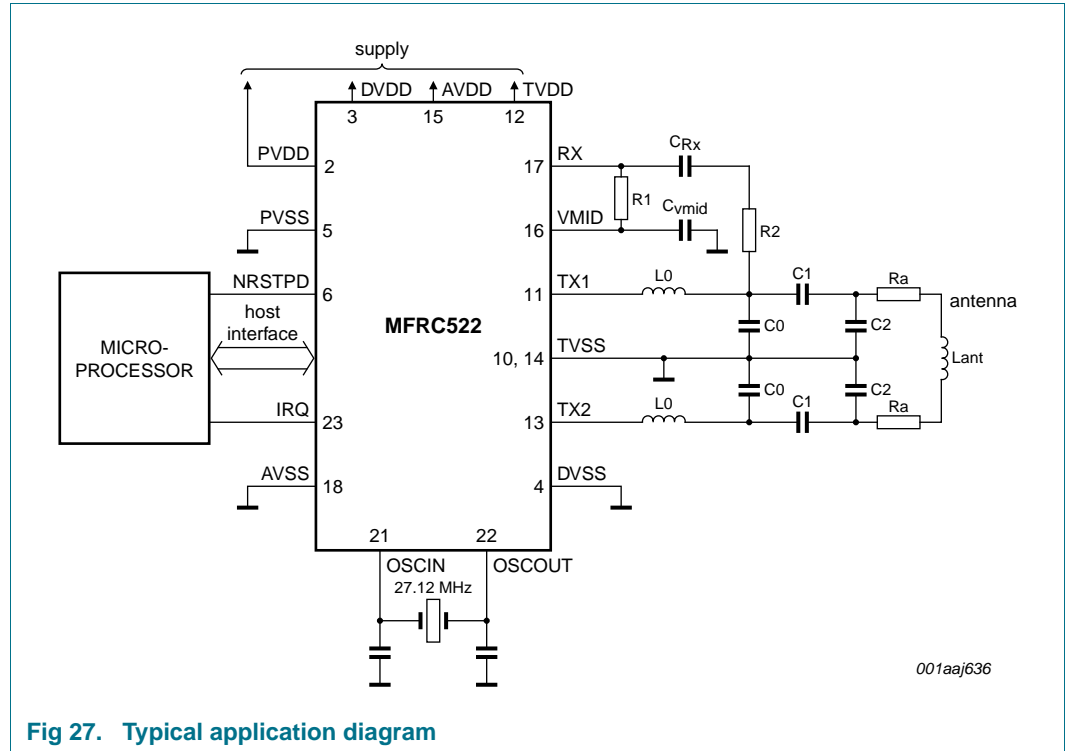 supply
DVDD AVDD TVDD
3 15 12
PVDD 2
17 RX
CRx
R1
PVSS 5
16 VMID
Cvmid
R2
NRSTPD 6
11 TX1
L0
C1
Ra
antenna
host
interface
MFRC522
C0
C2
MICRO-
PROCESSOR
10, 14 TVSS
Lant
C0
C2
IRQ 23
13 TX2
L0
C1
Ra
AVSS 18
4 DVSS
21 22
OSCIN OSCOUT
27.12 MHz
001aaj636
Fig 27. Typical application diagram